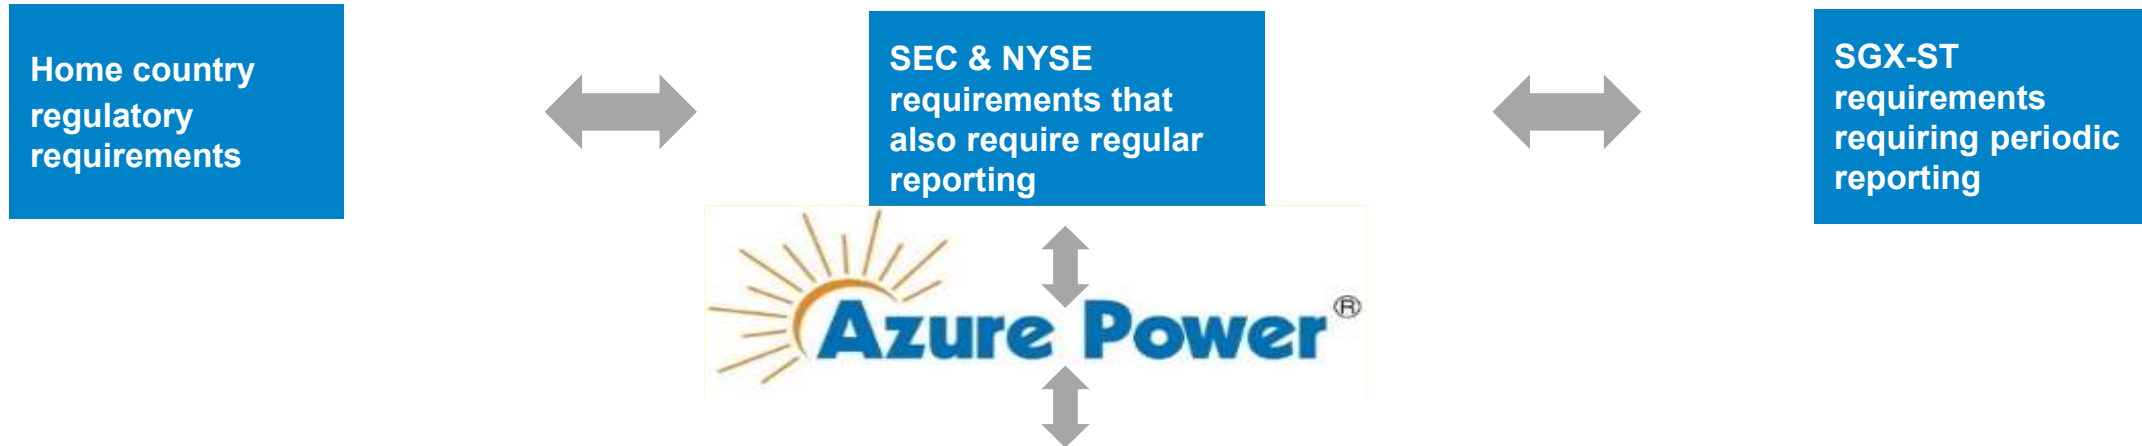 Home country
regulatory
requirements
SEC & NYSE
requirements that
also require regular
reporting
SGX-ST
requirements
requiring periodic
reporting
Azure Power®